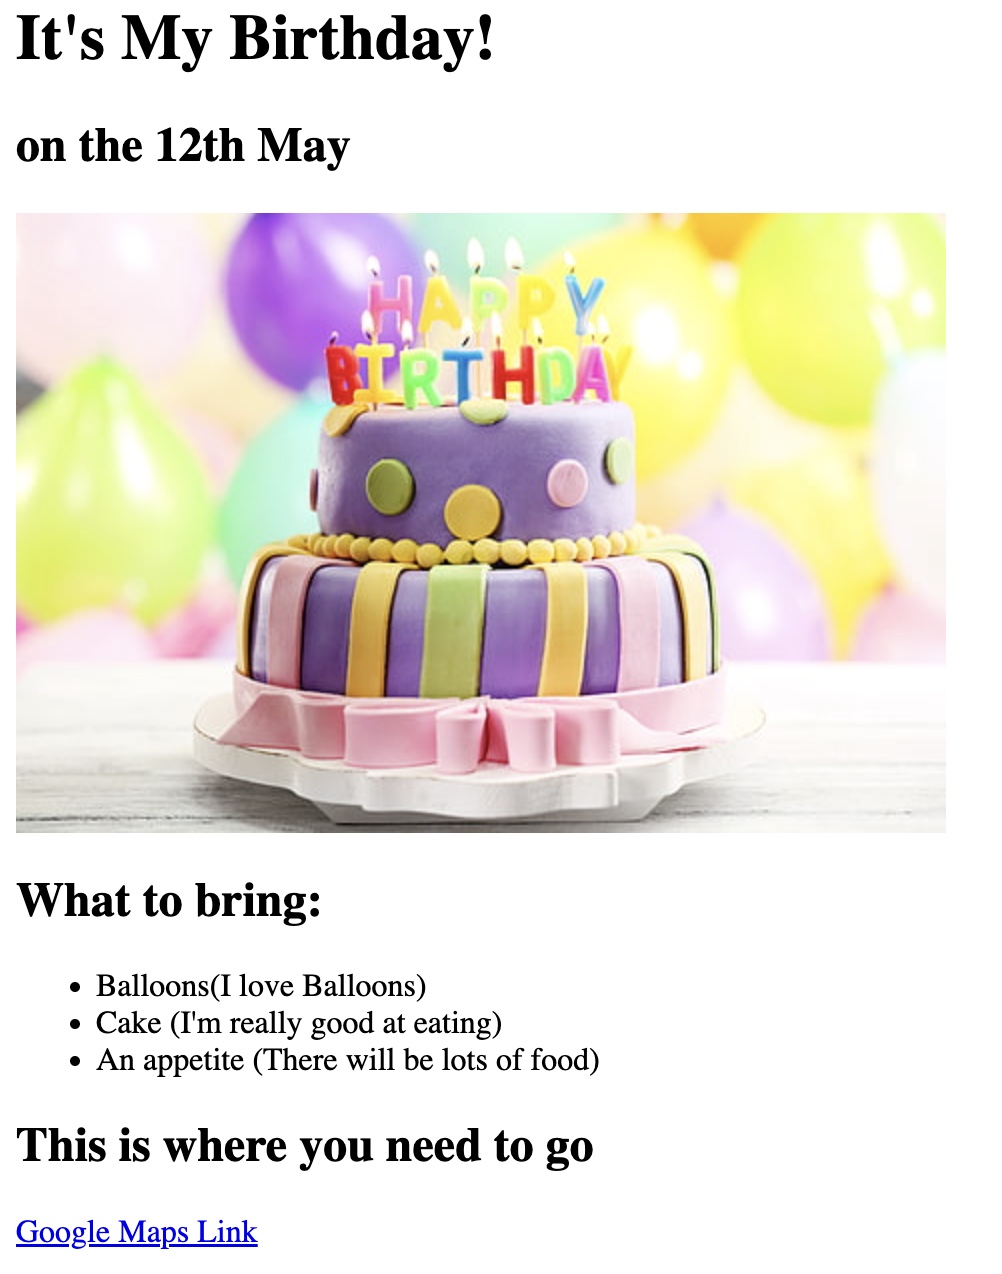 It's My Birthday!
on the 12th May
HAPPY
BIRTHDAY
What to bring:
Balloons(I love Balloons)
Cake (I'm really good at eating)
An appetite (There will be lots of food)
This is where you need to go
Google Maps Link